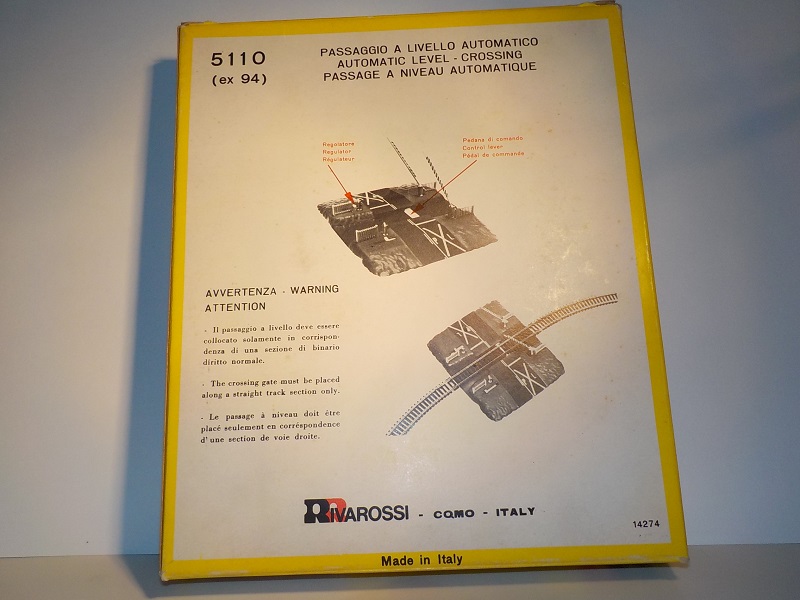 5110
(ex 94)
PASSAGGIO A LIVELLO AUTOMATICO
AUTOMATIC LEVEL - CROSSING
PASSAGE A NIVEAU AUTOMATIQUE
Regolatore
Regulator
Régulateur
Pedana di comando
Control lever
Pédal de commande
AVVERTENZA - WARNING
ATTENTION
- Il passaggio a livello deve essere
collocato solamente in corrispon-
denza di una sezione di binario
diritto normale.
- The crossing gate must be placed
along a straight track section only.
- Le passage à niveau doit être
placé seulement en corréspondence
d'une section de voie droite.
RIVAROSSI - COMO - ITALY
14274
Made in Italy